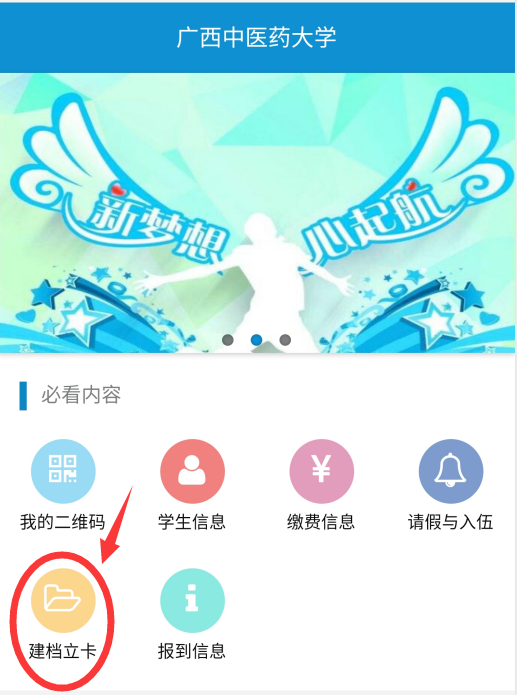 广西中医药大学
新梦想
心起航
必看内容
我的二维码
学生信息
缴费信息
请假与入伍
建档立卡
报到信息